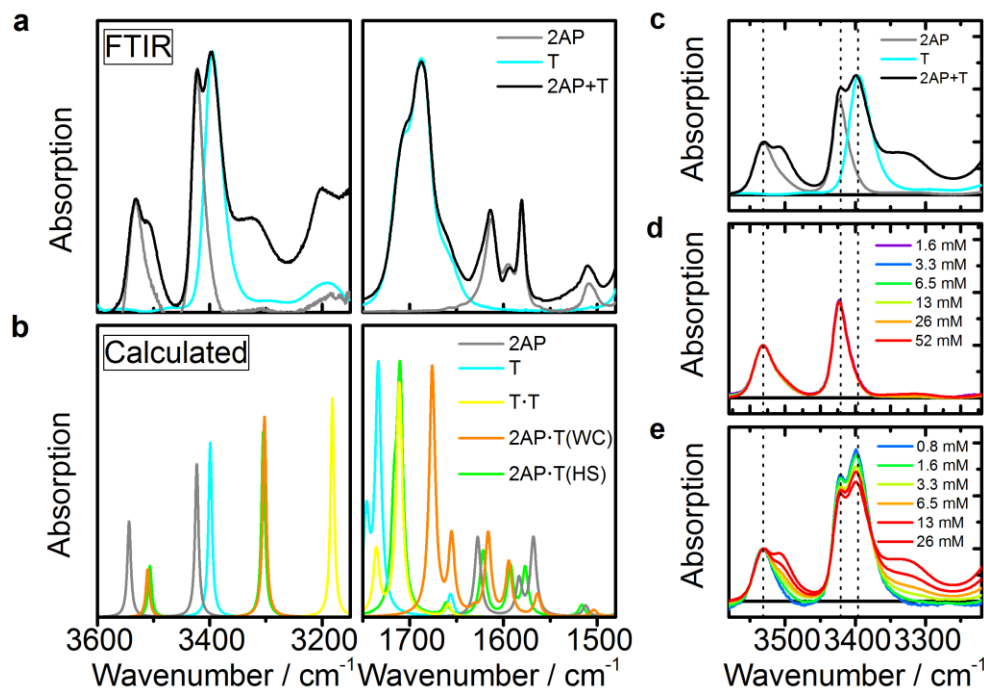 a
FTIR
2AP
T
2AP+T
Absorption
b
Calculated
2AP
T
T·T
2AP·T(WC)
2AP·T(HS)
Absorption
3600 3400 3200
1700 1600 1500
Wavenumber / cm-1
Wavenumber / cm-1
c
2AP
T
2AP+T
Absorption
d
1.6 mM
3.3 mM
6.5 mM
13 mM
26 mM
52 mM
Absorption
e
0.8 mM
1.6 mM
3.3 mM
6.5 mM
13 mM
26 mM
Absorption
3500 3400 3300
Wavenumber / cm-1